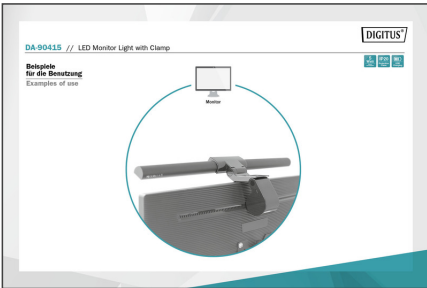 DIGITUS®
DA-90415 // LED Monitor Light with Clamp
Beispiele
für die Benutzung
Examples of use
Monitor